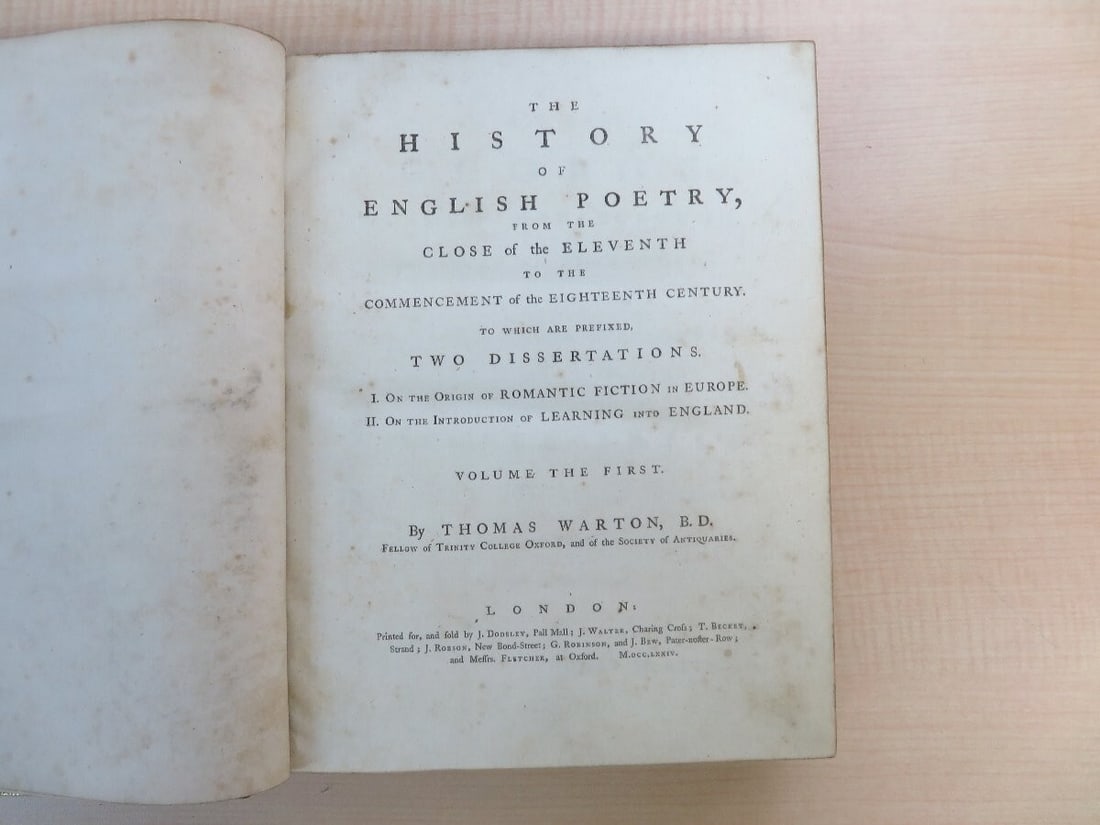 THE
HISTORY
OF
ENGLISH POETRY,
FROM THE
CLOSE of the ELEVENTH
TO THE
COMMENCEMENT of the EIGHTEENTH CENTURY.
TO WHICH ARE PREFIXED,
TWO DISSERTATIONS.
I. ON THE ORIGIN OF ROMANTIC FICTION IN EUROPE.
II. ON THE INTRODUCTION OF LEARNING INTO ENGLAND.
VOLUME THE FIRST.
By THOMAS WARTON, B.D.
FELLOW of TRINITY COLLEGE OXFORD, and of the SOCIETY of ANTIQUARIES.
LONDON:
Printed for, and ſold by J. DODSLEY, Pall Mall; J. WALTER, Charing Croſs; T. BECKET,
Strand; J. ROBSON, New Bond-Street; G. ROBINSON, and J. BEW, Pater-noſter-Row;
and Meſſrs. FLETCHER, at Oxford. M.DCC.LXXIV.